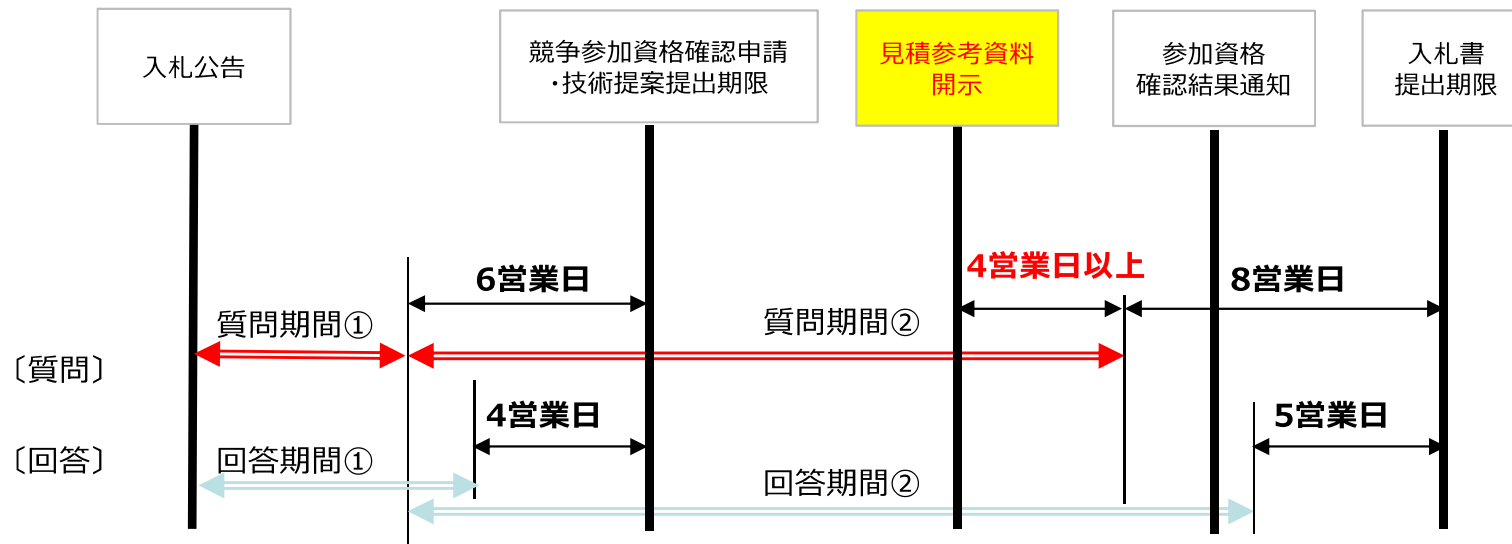 入札公告
競争参加資格確認申請
・技術提案提出期限
見積参考資料
開示
参加資格
確認結果通知
入札書
提出期限
6営業日
4営業日以上
8営業日
質問期間①
質問期間②
〔質問〕
4営業日
5営業日
〔回答〕
回答期間①
回答期間②